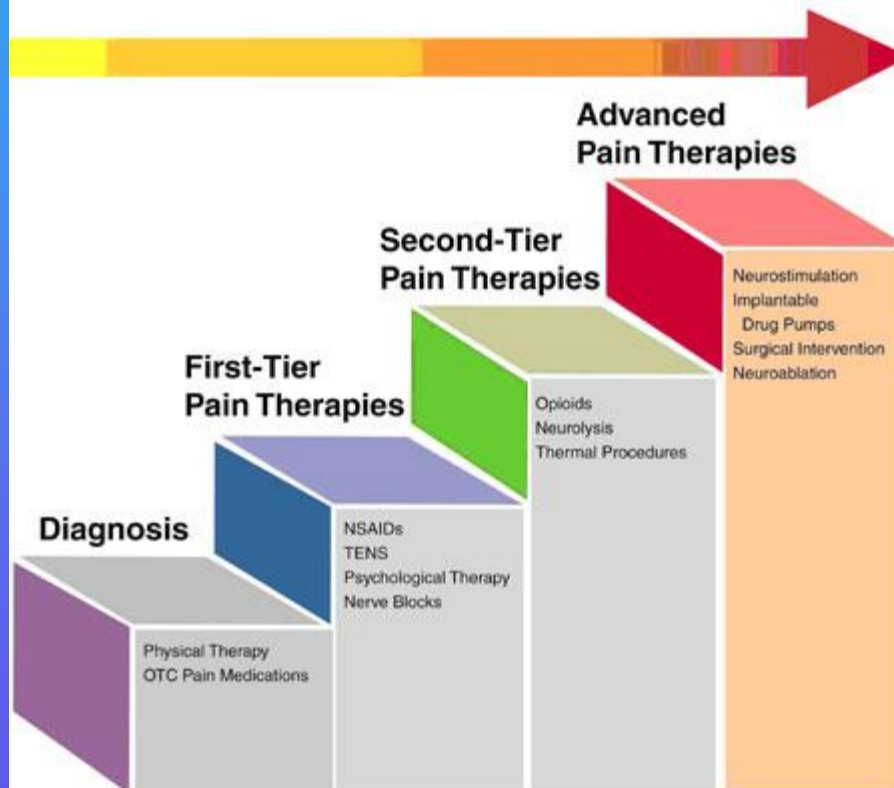 Advanced
Pain Therapies
Neurostimulation
Implantable
Drug Pumps
Surgical Intervention
Neuroablation
Second-Tier
Pain Therapies
Opioids
Neurolysis
Thermal Procedures
First-Tier
Pain Therapies
NSAIDs
TENS
Psychological Therapy
Nerve Blocks
Diagnosis
Physical Therapy
OTC Pain Medications